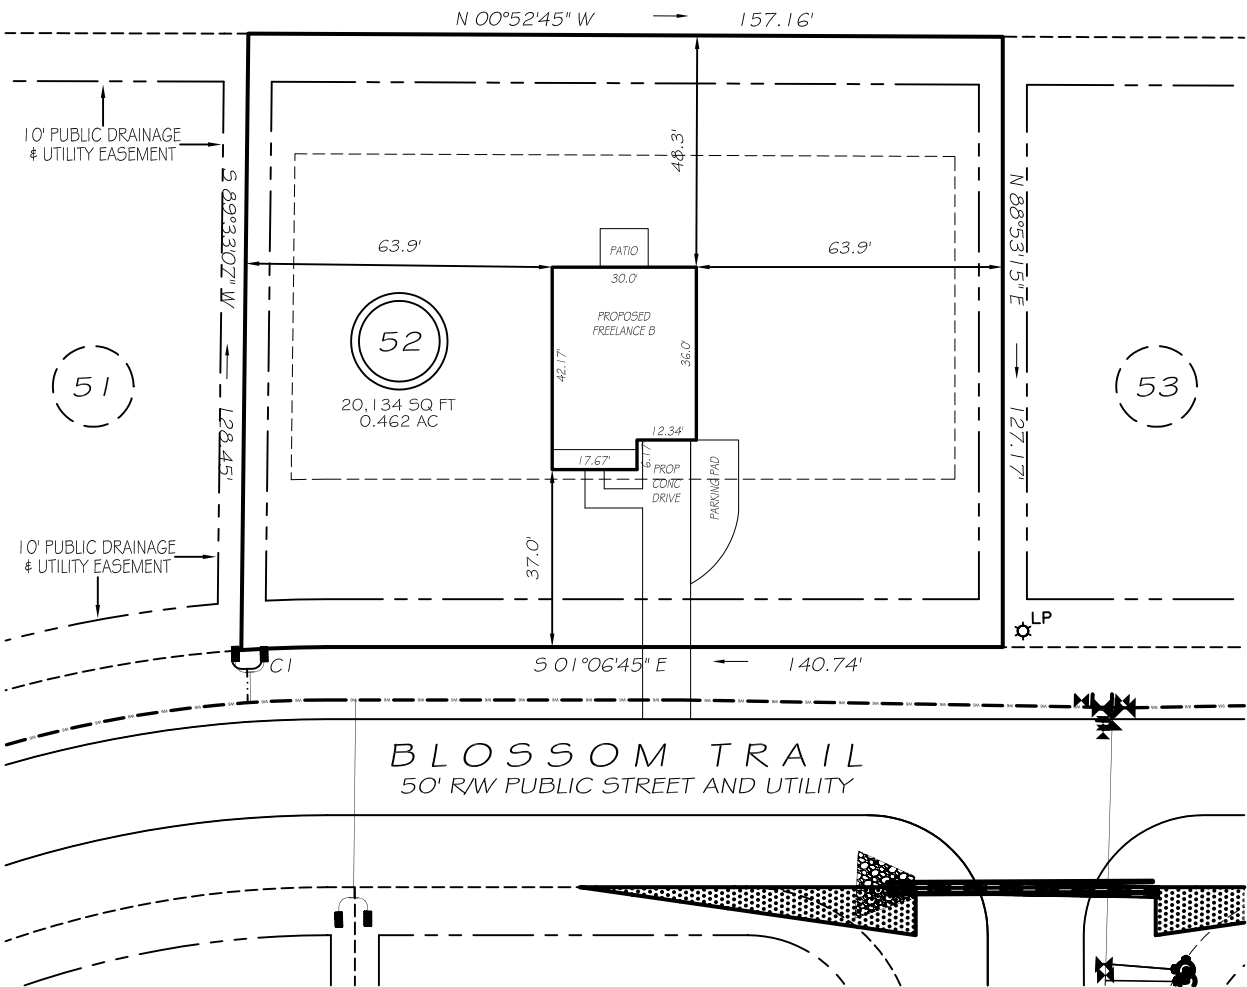 N 00°52'45" W 157.16'
10' PUBLIC DRAINAGE
& UTILITY EASEMENT
S 89°33'07" W
128.45'
N 88°53'15" E
127.17'
48.3'
63.9'
63.9'
PATIO
30.0'
PROPOSED
FREELANCE B
42.17'
36.0'
12.34'
17.67'
6.17'
PROP
CONC
DRIVE
PARKING PAD
52
20,134 SQ FT
0.462 AC
51
53
37.0'
10' PUBLIC DRAINAGE
& UTILITY EASEMENT
LP
C1
S 01°06'45" E 140.74'
BLOSSOM TRAIL
50' R/W PUBLIC STREET AND UTILITY